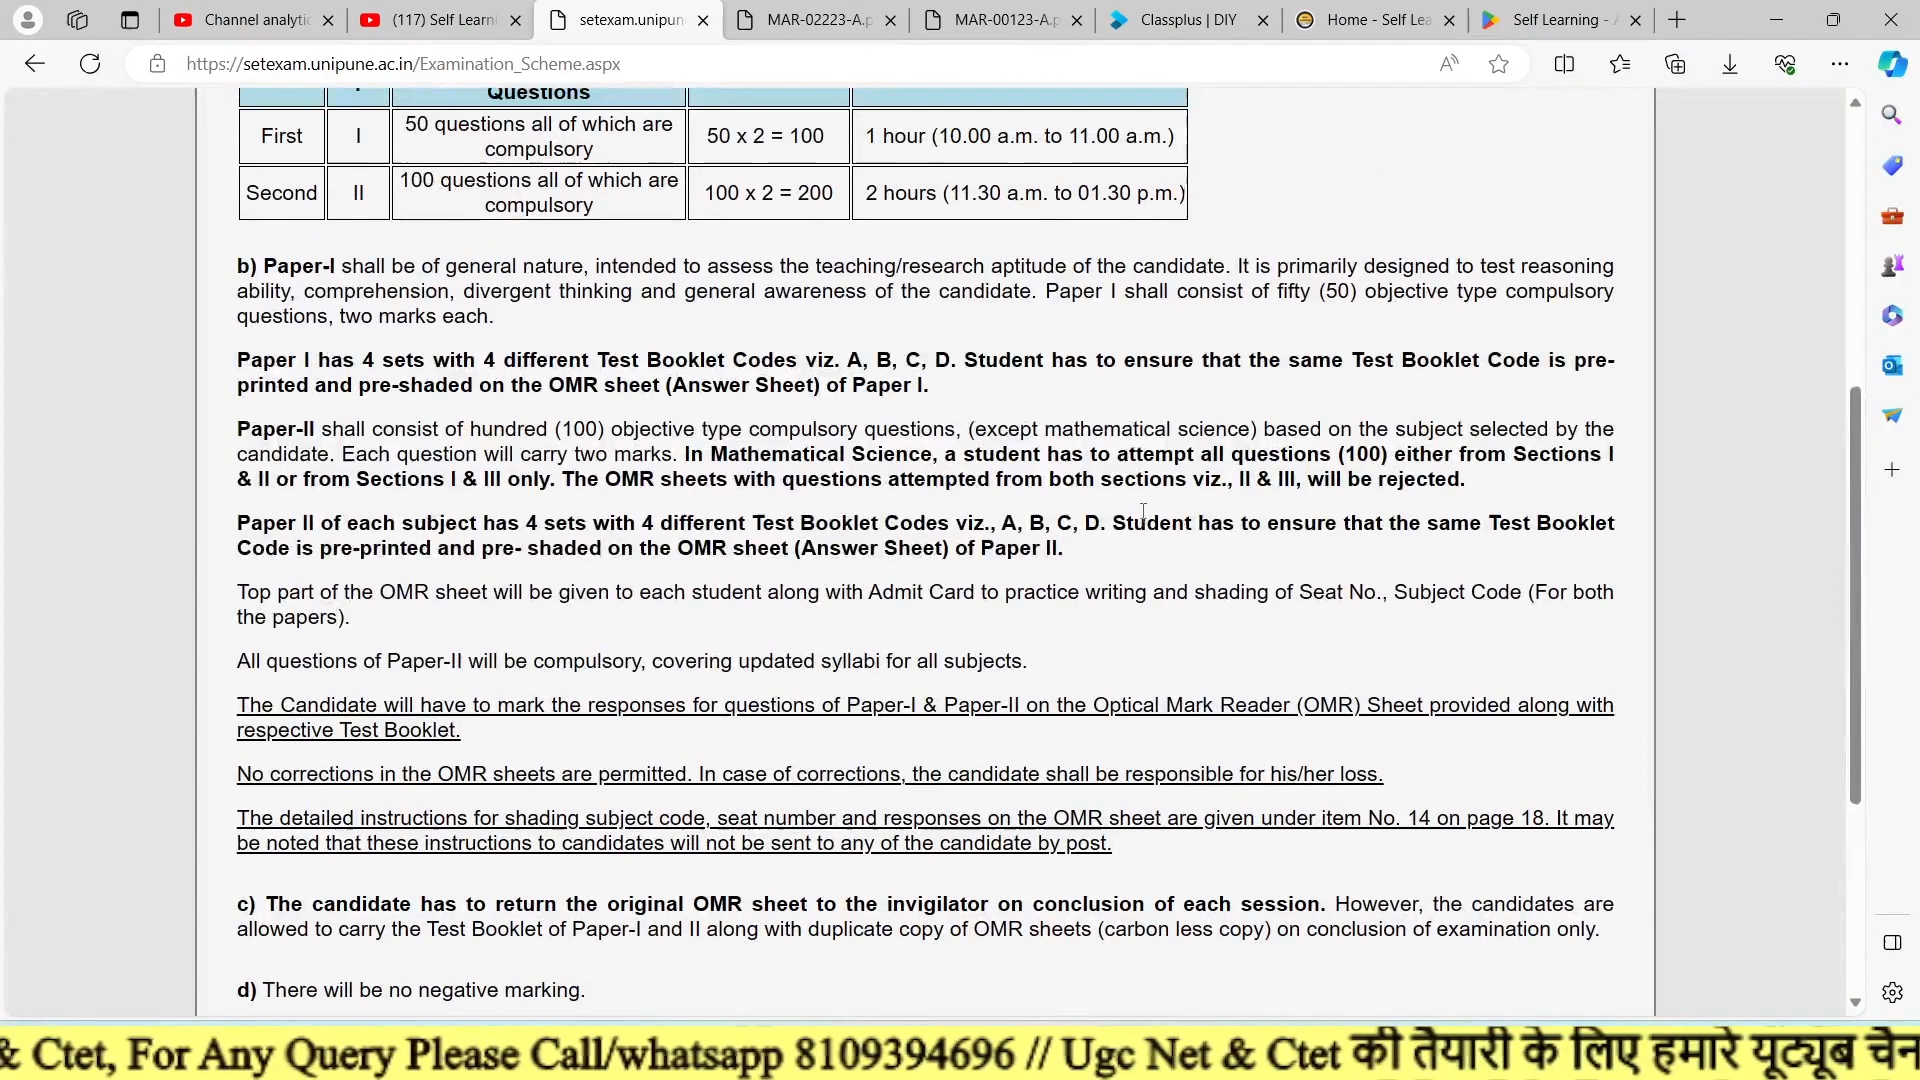 Channel analytic
(117) Self Learni
setexam.unipun
MAR-02223-A.p
MAR-00123-A.p
Classplus | DIY
Home - Self Lea
Self Learning - A
https://setexam.unipune.ac.in/Examination_Scheme.aspx
Questions
First I 50 questions all of which are compulsory 50 x 2 = 100 1 hour (10.00 a.m. to 11.00 a.m.)
Second II 100 questions all of which are compulsory 100 x 2 = 200 2 hours (11.30 a.m. to 01.30 p.m.)
b) Paper-I shall be of general nature, intended to assess the teaching/research aptitude of the candidate. It is primarily designed to test reasoning
ability, comprehension, divergent thinking and general awareness of the candidate. Paper I shall consist of fifty (50) objective type compulsory
questions, two marks each.
Paper I has 4 sets with 4 different Test Booklet Codes viz. A, B, C, D. Student has to ensure that the same Test Booklet Code is pre-
printed and pre-shaded on the OMR sheet (Answer Sheet) of Paper I.
Paper-II shall consist of hundred (100) objective type compulsory questions, (except mathematical science) based on the subject selected by the
candidate. Each question will carry two marks. In Mathematical Science, a student has to attempt all questions (100) either from Sections I
& II or from Sections I & III only. The OMR sheets with questions attempted from both sections viz., II & III, will be rejected.
Paper II of each subject has 4 sets with 4 different Test Booklet Codes viz., A, B, C, D. Student has to ensure that the same Test Booklet
Code is pre-printed and pre- shaded on the OMR sheet (Answer Sheet) of Paper II.
Top part of the OMR sheet will be given to each student along with Admit Card to practice writing and shading of Seat No., Subject Code (For both
the papers).
All questions of Paper-II will be compulsory, covering updated syllabi for all subjects.
The Candidate will have to mark the responses for questions of Paper-I & Paper-II on the Optical Mark Reader (OMR) Sheet provided along with
respective Test Booklet.
No corrections in the OMR sheets are permitted. In case of corrections, the candidate shall be responsible for his/her loss.
The detailed instructions for shading subject code, seat number and responses on the OMR sheet are given under item No. 14 on page 18. It may
be noted that these instructions to candidates will not be sent to any of the candidate by post.
c) The candidate has to return the original OMR sheet to the invigilator on conclusion of each session. However, the candidates are
allowed to carry the Test Booklet of Paper-I and II along with duplicate copy of OMR sheets (carbon less copy) on conclusion of examination only.
d) There will be no negative marking.
& Ctet, For Any Query Please Call/whatsapp 8109394696 // Ugc Net & Ctet की तैयारी के लिए हमारे यूट्यूब चेन